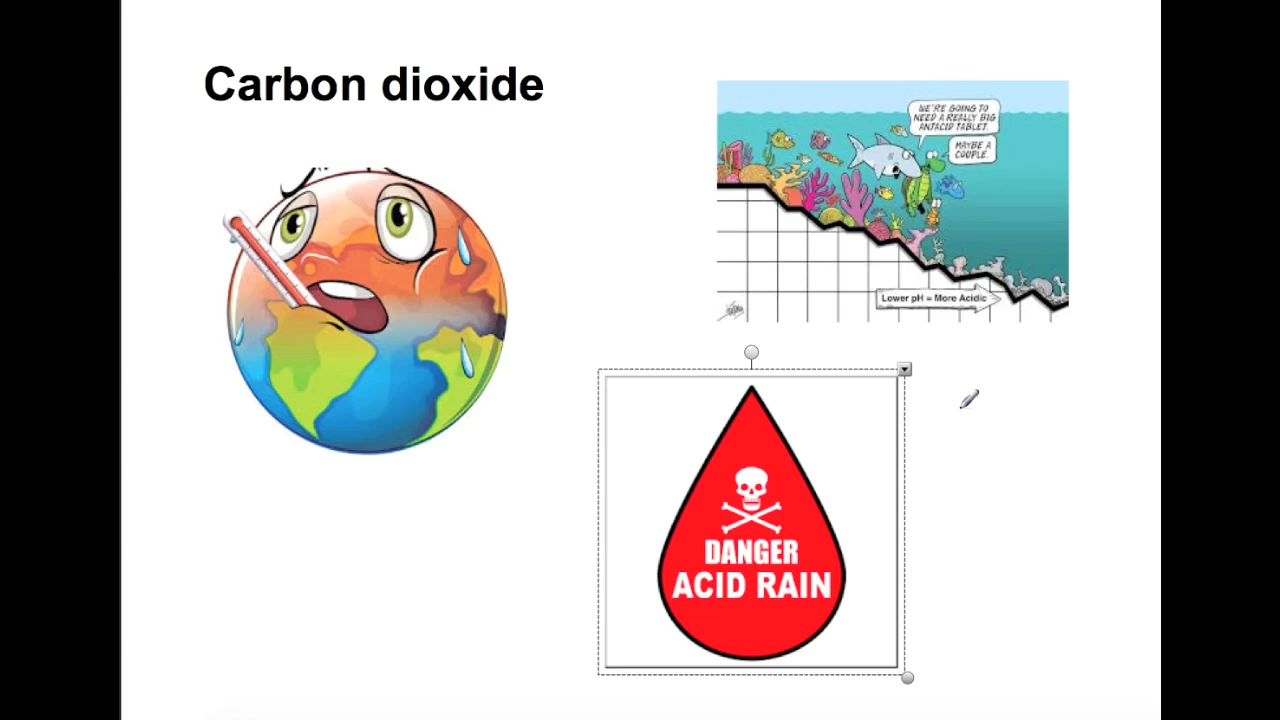 Carbon dioxide
WE'RE GOING TO
NEED A REALLY BIG
ANTACID TABLET.
MAYBE A
COUPLE.
Lower pH = More Acidic
DANGER
ACID RAIN